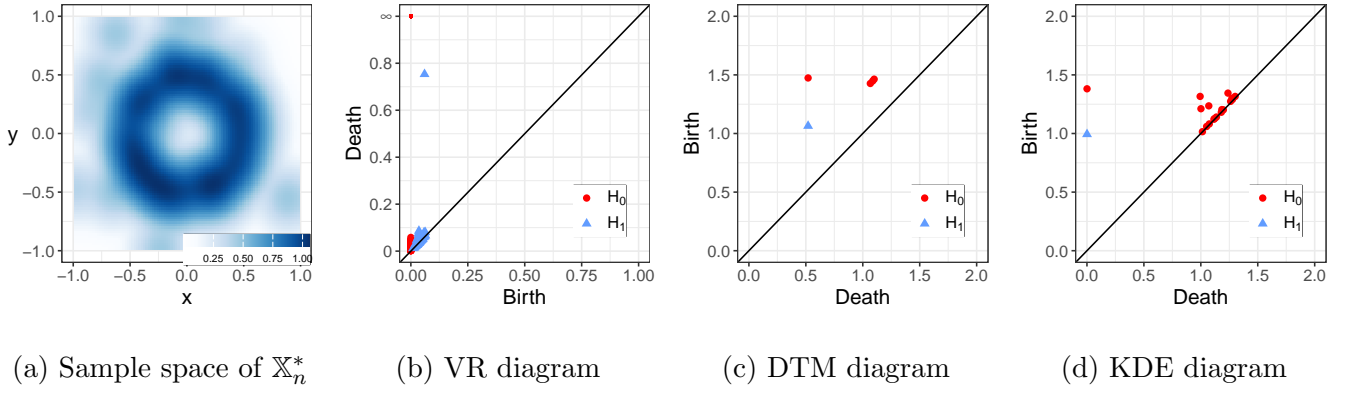 1.0
0.5
0.0
−0.5
−1.0
y
−1.0 −0.5 0.0 0.5 1.0
x
0.25 0.50 0.75 1.00
∞
0.8
0.6
0.4
0.2
0
Death
0.00 0.25 0.50 0.75 1.00
Birth
H₀
H₁
2.0
1.5
1.0
0.5
0.0
Birth
0.0 0.5 1.0 1.5 2.0
Death
H₀
H₁
2.0
1.5
1.0
0.5
0.0
Birth
0.0 0.5 1.0 1.5 2.0
Death
H₀
H₁
(a) Sample space of 𝕏*ₙ
(b) VR diagram
(c) DTM diagram
(d) KDE diagram